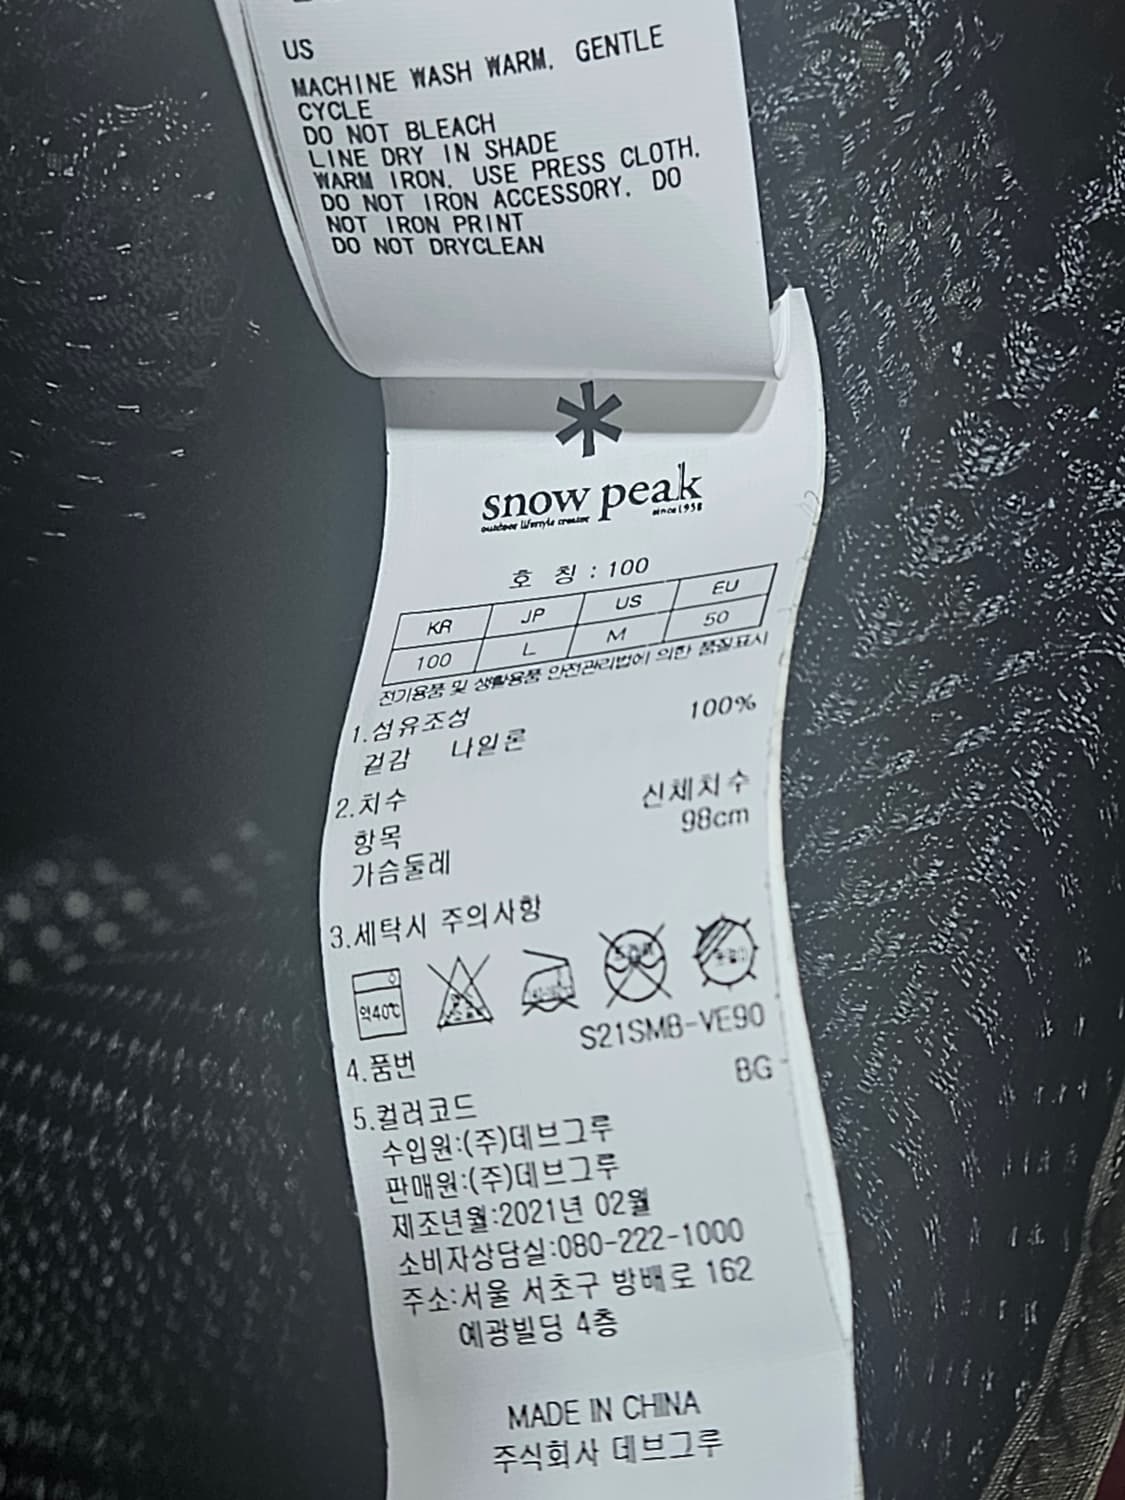 US
MACHINE WASH WARM. GENTLE
CYCLE
DO NOT BLEACH
LINE DRY IN SHADE
WARM IRON. USE PRESS CLOTH.
DO NOT IRON ACCESSORY. DO
NOT IRON PRINT
DO NOT DRYCLEAN
snow peak
outdoor lifestyle creator since1958
호 칭 : 100
KR JP US EU
100 L M 50
전기용품 및 생활용품 안전관리법에 의한 품질표시
1.섬유조성
겉감 나일론 100%
2.치수
항목 신체치수
가슴둘레 98cm
3.세탁시 주의사항
약40℃
4.품번 S21SMB-VE90
5.컬러코드 BG
수입원:(주)데브그루
판매원:(주)데브그루
제조년월:2021년 02월
소비자상담실:080-222-1000
주소:서울 서초구 방배로 162
예광빌딩 4층
MADE IN CHINA
주식회사 데브그루